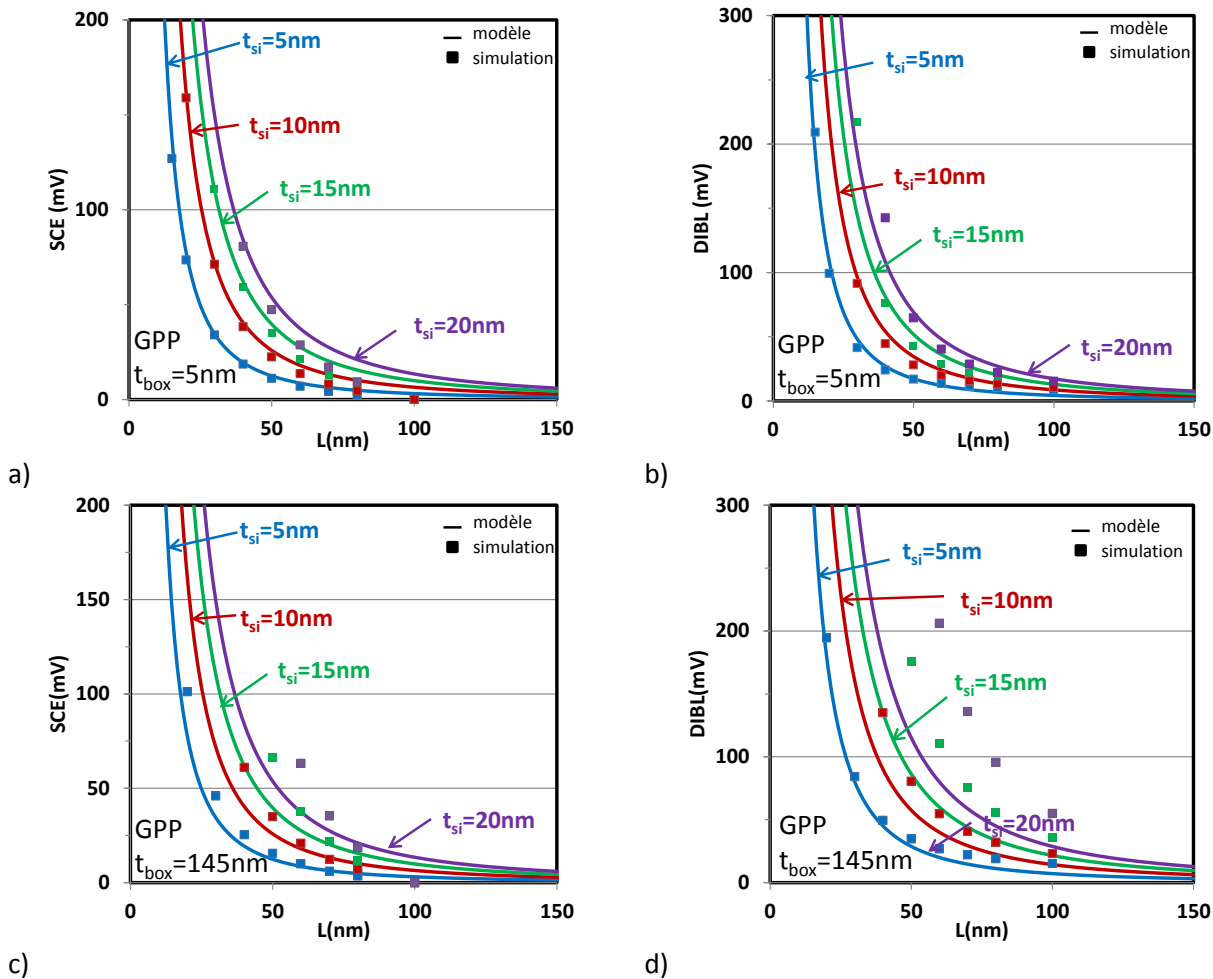 200
100
0
SCE (mV)
modèle
simulation
t_si=5nm
t_si=10nm
t_si=15nm
t_si=20nm
GPP
t_box=5nm
0 50 100 150
L(nm)
a)
300
200
100
0
DIBL (mV)
modèle
simulation
t_si=5nm
t_si=10nm
t_si=15nm
t_si=20nm
GPP
t_box=5nm
0 50 100 150
L(nm)
b)
200
150
100
50
0
SCE(mV)
modèle
simulation
t_si=5nm
t_si=10nm
t_si=15nm
t_si=20nm
GPP
t_box=145nm
0 50 100 150
L(nm)
c)
300
200
100
0
DIBL(mV)
modèle
simulation
t_si=5nm
t_si=10nm
t_si=15nm
t_si=20nm
GPP
t_box=145nm
0 50 100 150
L(nm)
d)